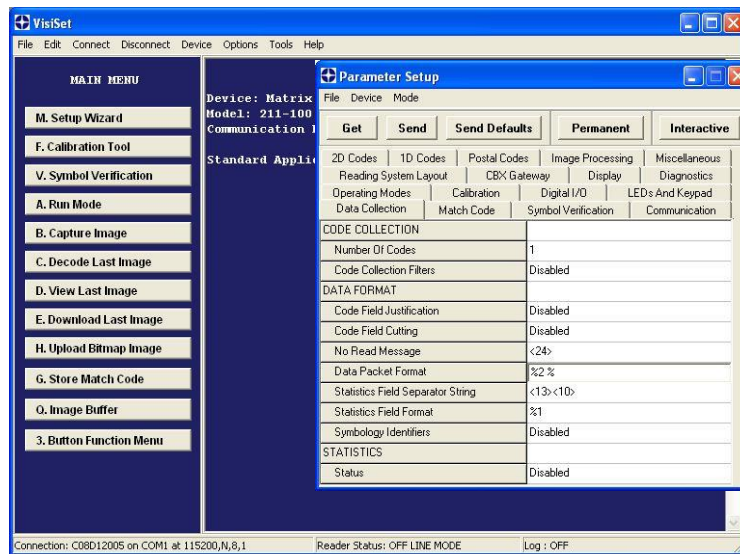 VisiSet
File Edit Connect Disconnect Device Options Tools Help
MAIN MENU
M. Setup Wizard
F. Calibration Tool
V. Symbol Verification
A. Run Mode
B. Capture Image
C. Decode Last Image
D. View Last Image
E. Download Last Image
H. Upload Bitmap Image
G. Store Match Code
Q. Image Buffer
3. Button Function Menu
Device: Matrix
Model: 211-100
Communication
Standard
Parameter Setup
File Device Mode
Get Send Send Defaults Permanent Interactive
2D Codes 1D Codes Postal Codes Image Processing Miscellaneous
Reading System Layout CBX Gateway Display Diagnostics
Operating Modes Calibration Digital I/O LEDs And Keypad
Data Collection Match Code Symbol Verification Communication
CODE COLLECTION
Number Of Codes 1
Code Collection Filters Disabled
DATA FORMAT
Code Field Justification Disabled
Code Field Cutting Disabled
No Read Message <24>
Data Packet Format %2 %
Statistics Field Separator String <13><10>
Statistics Field Format %1
Symbology Identifiers Disabled
STATISTICS
Status Disabled
Connection: C08D12005 on COM1 at 115200,N,8,1 Reader Status: OFF LINE MODE Log : OFF